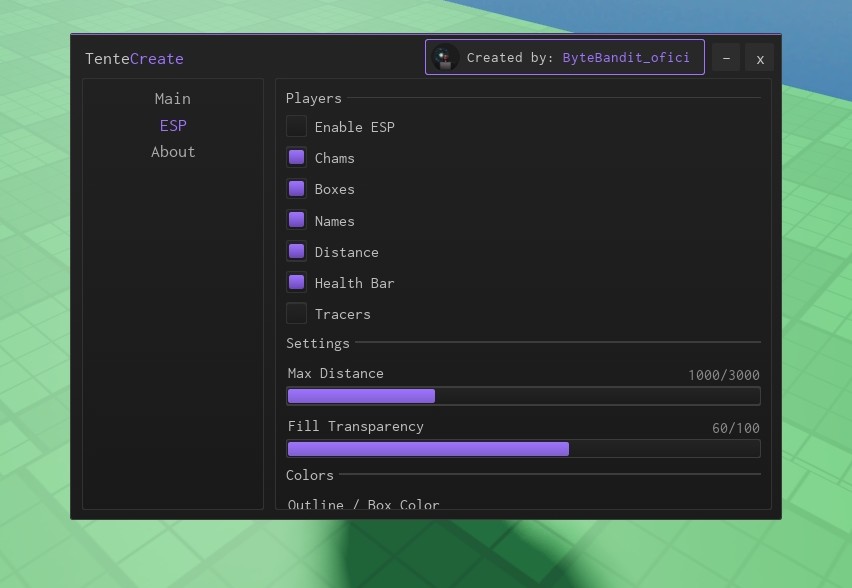 TenteCreate
Created by: ByteBandit_ofici
–
x
Main
ESP
About
Players
Enable ESP
Chams
Boxes
Names
Distance
Health Bar
Tracers
Settings
Max Distance
1000/3000
Fill Transparency
60/100
Colors
Outline / Box Color